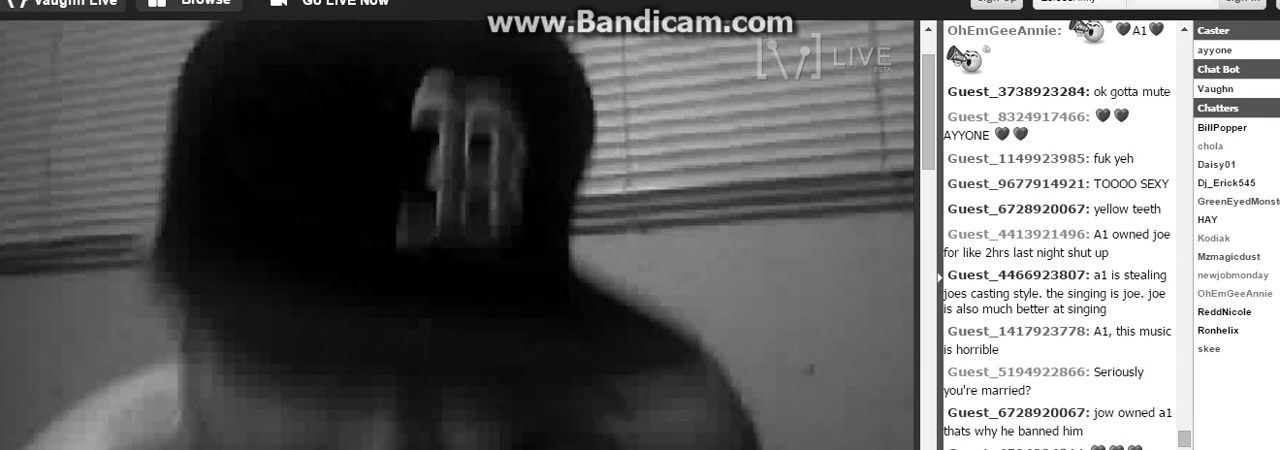 Vaughn Live
Browse
Go LIVE Now
Sign Up
Sign In
www.Bandicam.com
[V] LIVE
BETA
OhEmGeeAnnie: A1
Guest_3738923284: ok gotta mute
Guest_8324917466:
AYYONE
Guest_1149923985: fuk yeh
Guest_9677914921: TOOOO SEXY
Guest_6728920067: yellow teeth
Guest_4413921496: A1 owned joe
for like 2hrs last night shut up
Guest_4466923807: a1 is stealing
joes casting style. the singing is joe. joe
is also much better at singing
Guest_1417923778: A1, this music
is horrible
Guest_5194922866: Seriously
you're married?
Guest_6728920067: jow owned a1
thats why he banned him
Caster
ayyone
Chat Bot
Vaughn
Chatters
BillPopper
chola
Daisy01
Dj_Erick545
GreenEyedMonst
HAY
Kodiak
Mzmagicdust
newjobmonday
OhEmGeeAnnie
ReddNicole
Ronhelix
skee